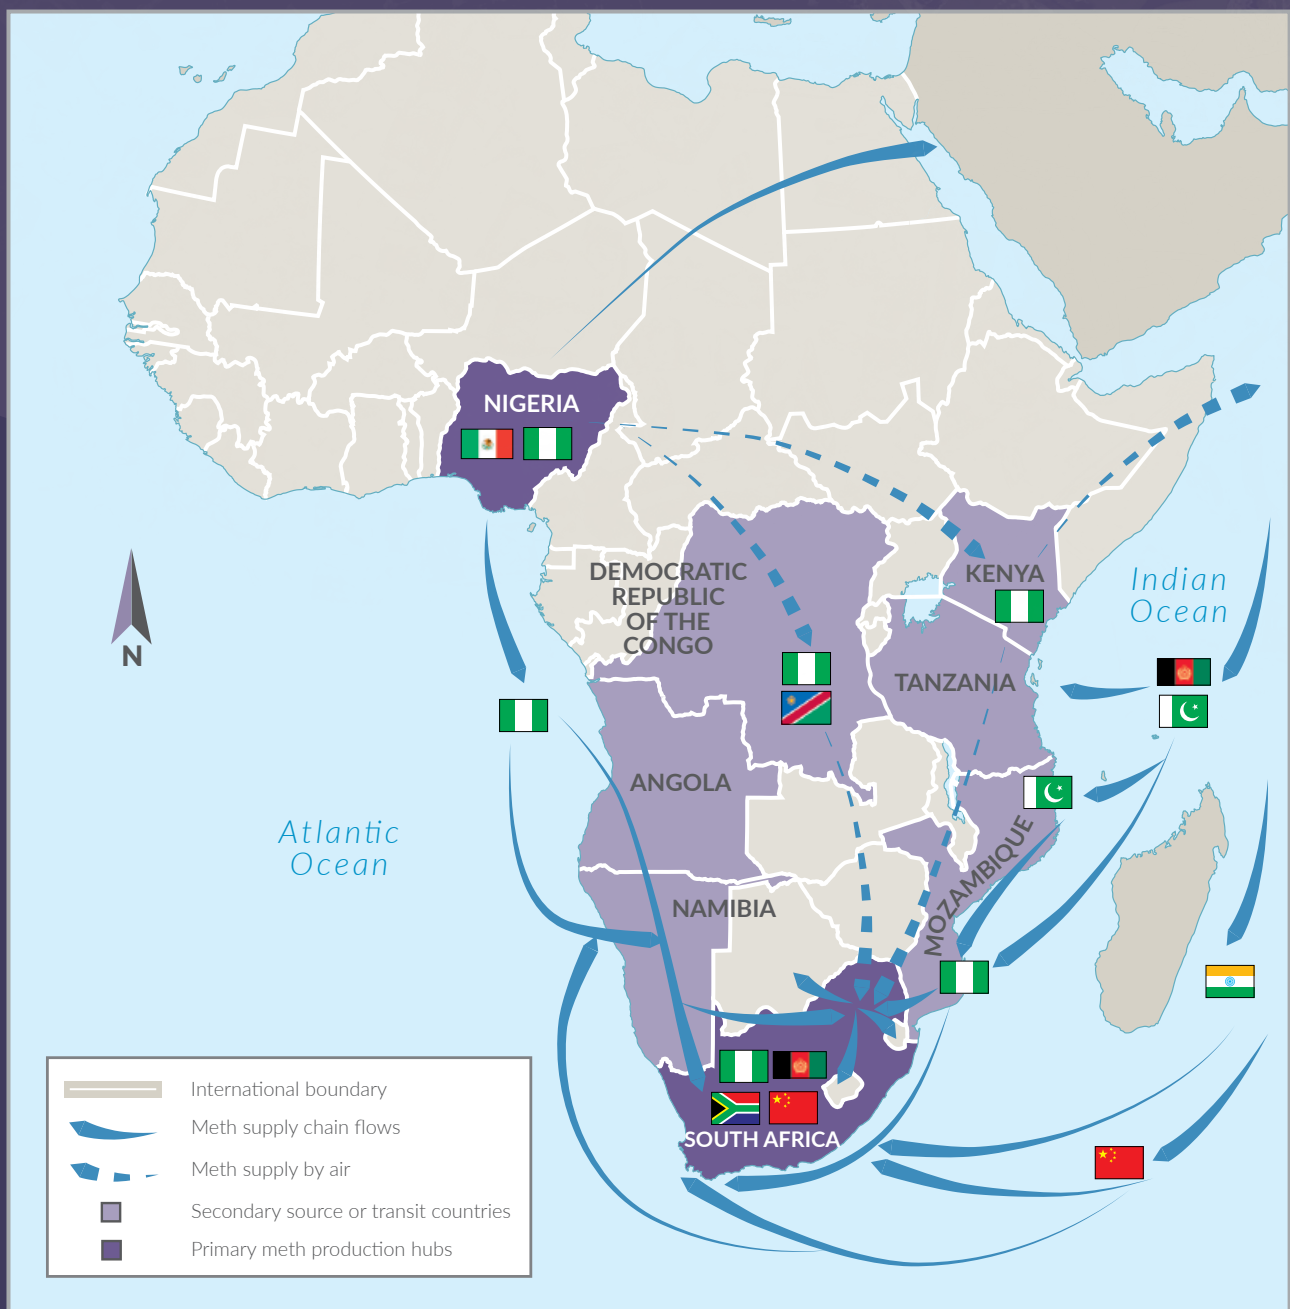 NIGERIA
DEMOCRATIC
REPUBLIC
OF THE
CONGO
KENYA
Indian
Ocean
TANZANIA
ANGOLA
Atlantic
Ocean
MOZAMBIQUE
NAMIBIA
SOUTH AFRICA
N
International boundary
Meth supply chain flows
Meth supply by air
Secondary source or transit countries
Primary meth production hubs